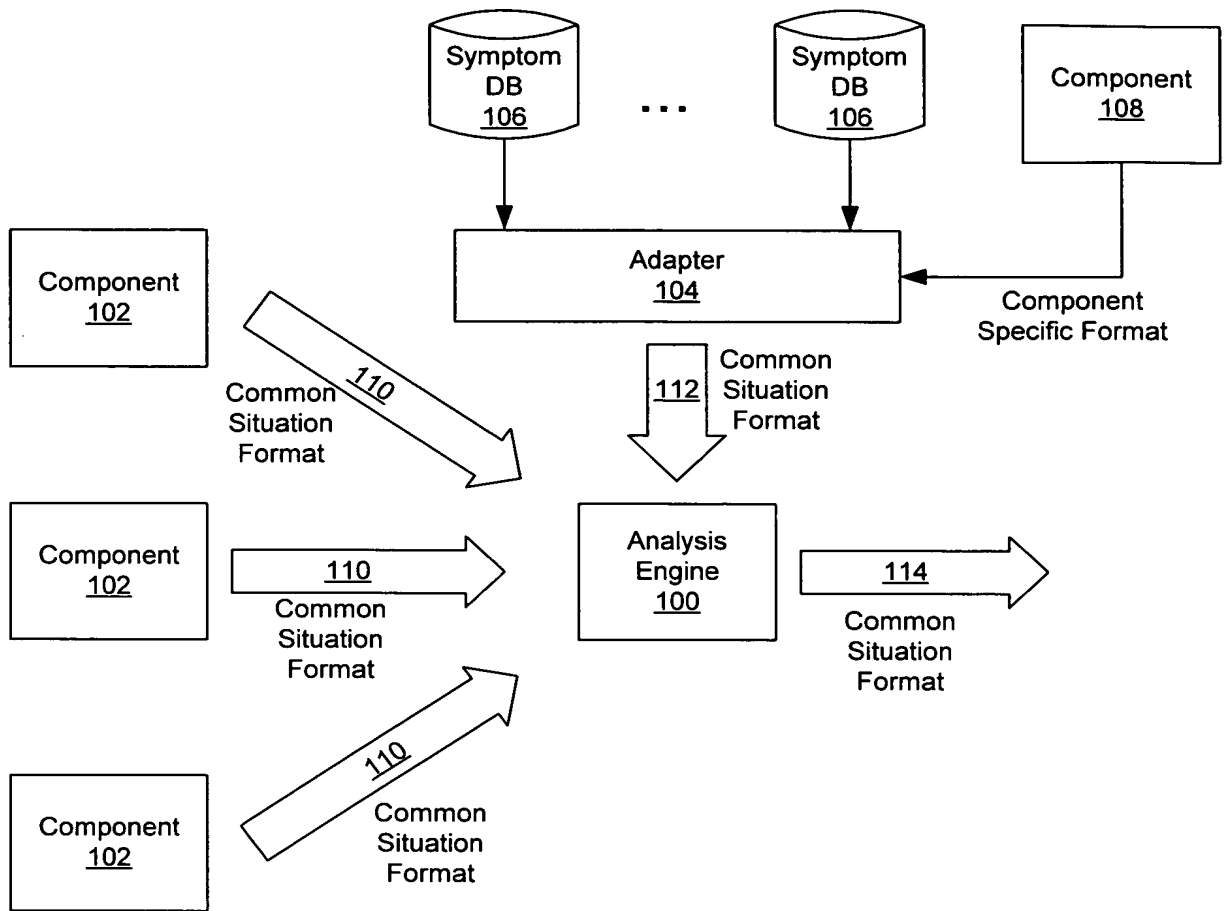 Symptom
DB
106
...
Symptom
DB
106
Component
108
Adapter
104
Component
Specific Format
Component
102
110
Common
Situation
Format
112
Common
Situation
Format
Component
102
110
Common
Situation
Format
Analysis
Engine
100
114
Common
Situation
Format
Component
102
110
Common
Situation
Format